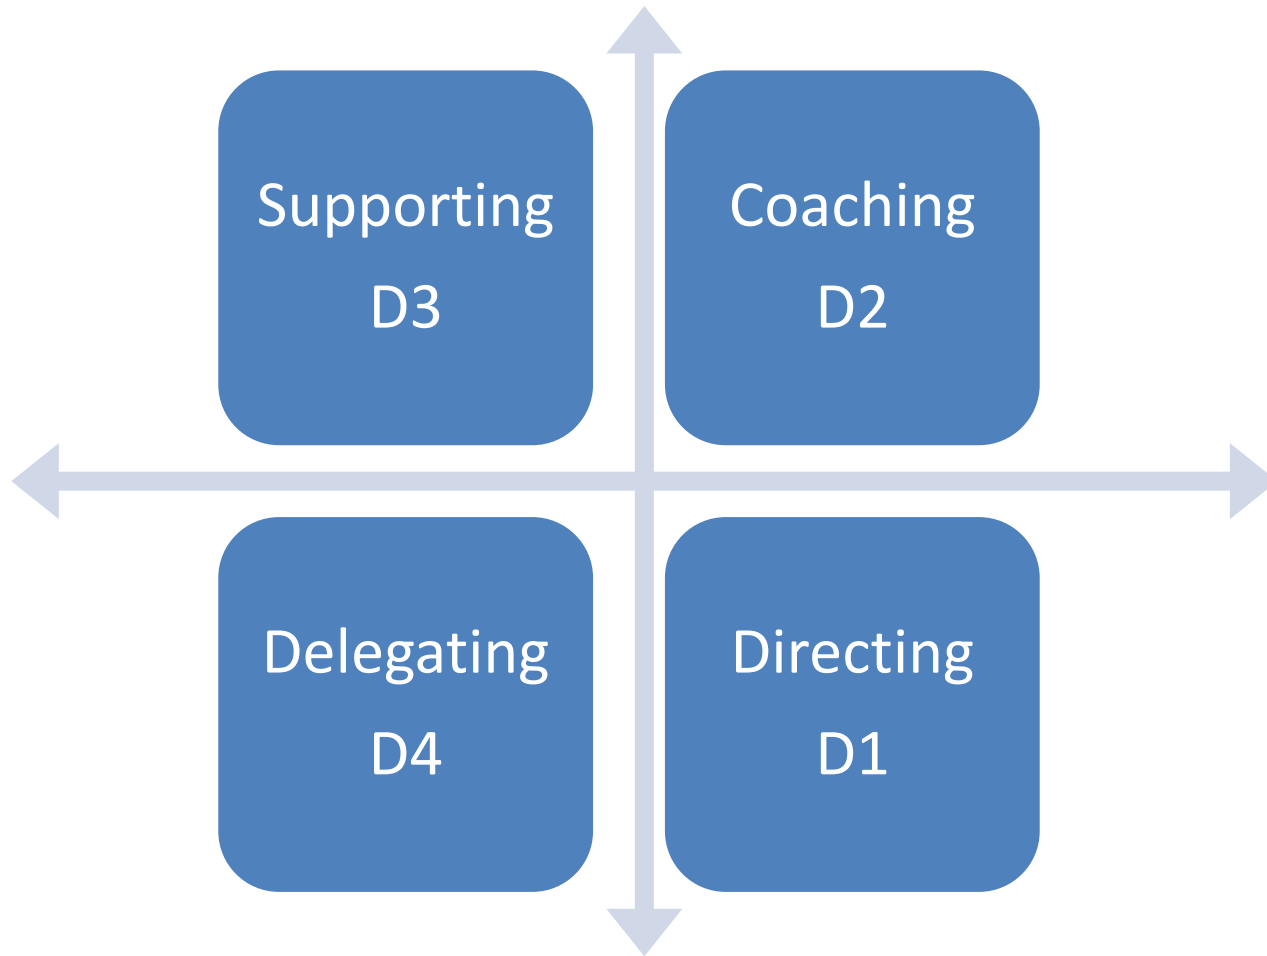 Supporting
D3
Coaching
D2
Delegating
D4
Directing
D1